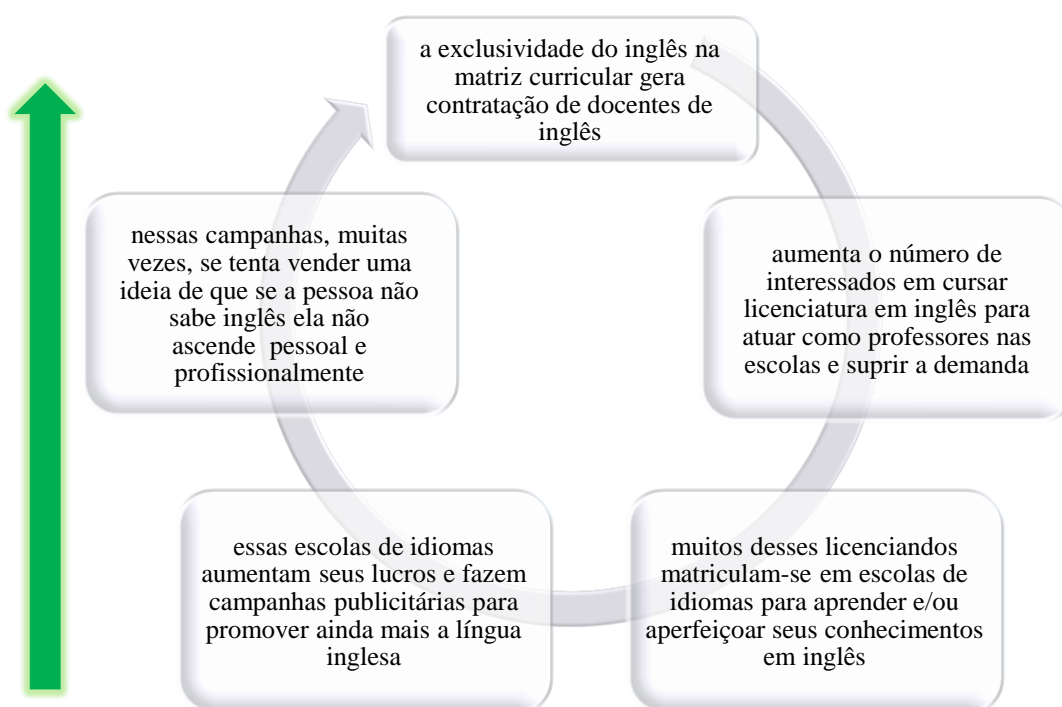 a exclusividade do inglês na
matriz curricular gera
contratação de docentes de
inglês
aumenta o número de
interessados em cursar
licenciatura em inglês para
atuar como professores nas
escolas e suprir a demanda
muitos desses licenciandos
matriculam-se em escolas de
idiomas para aprender e/ou
aperfeiçoar seus conhecimentos
em inglês
essas escolas de idiomas
aumentam seus lucros e fazem
campanhas publicitárias para
promover ainda mais a língua
inglesa
nessas campanhas, muitas
vezes, se tenta vender uma
ideia de que se a pessoa não
sabe inglês ela não
ascende pessoal e
profissionalmente